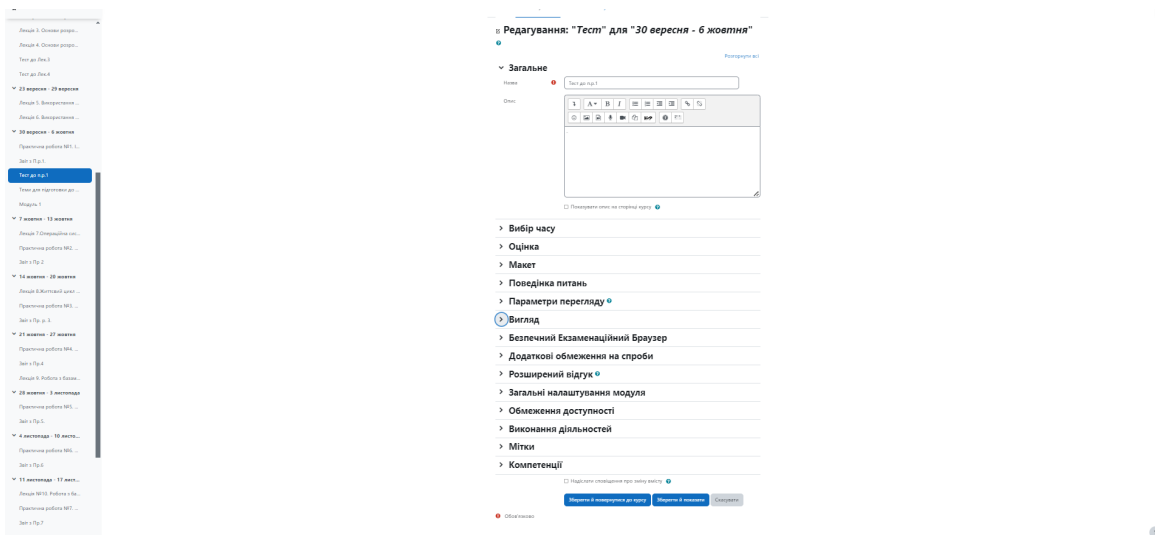 Лекція 3. Основи розро...
Лекція 4. Основи розро...
Тест до Лек.3
Тест до Лек.4
23 вересня - 29 вересня
Лекція 5. Використання ...
Лекція 6. Використання ...
30 вересня - 6 жовтня
Практична робота №1. І...
Звіт з П.р.1.
Тест до п.р.1
Теми для підготовки до ...
Модуль 1
7 жовтня - 13 жовтня
Лекція 7.Операційна сис...
Практична робота №2. ...
Звіт з Пр.2
14 жовтня - 20 жовтня
Лекція 8.Життєвий цикл ...
Практична робота №3. ...
Звіт з Пр. р. 3.
21 жовтня - 27 жовтня
Практична робота №4. ...
Звіт з Пр.4
Лекція 9. Робота з базам...
28 жовтня - 3 листопада
Практична робота №5. ...
Звіт з Пр.5.
4 листопада - 10 листо...
Практична робота №6. ...
Звіт з Пр.6
11 листопада - 17 лист...
Лекція №10. Робота з ба...
Практична робота №7. ...
Звіт з Пр.7
Редагування: "Тест" для "30 вересня - 6 жовтня"
Розгорнути всі
Загальне
Назва
Тест до п.р.1
Опис
Показувати опис на сторінці курсу
Вибір часу
Оцінка
Макет
Поведінка питань
Параметри перегляду
Вигляд
Безпечний Екзаменаційний Браузер
Додаткові обмеження на спроби
Розширений відгук
Загальні налаштування модуля
Обмеження доступності
Виконання діяльностей
Мітки
Компетенції
Надіслати сповіщення про зміну вмісту
Зберегти й повернутися до курсу
Зберегти й показати
Скасувати
Обов'язково